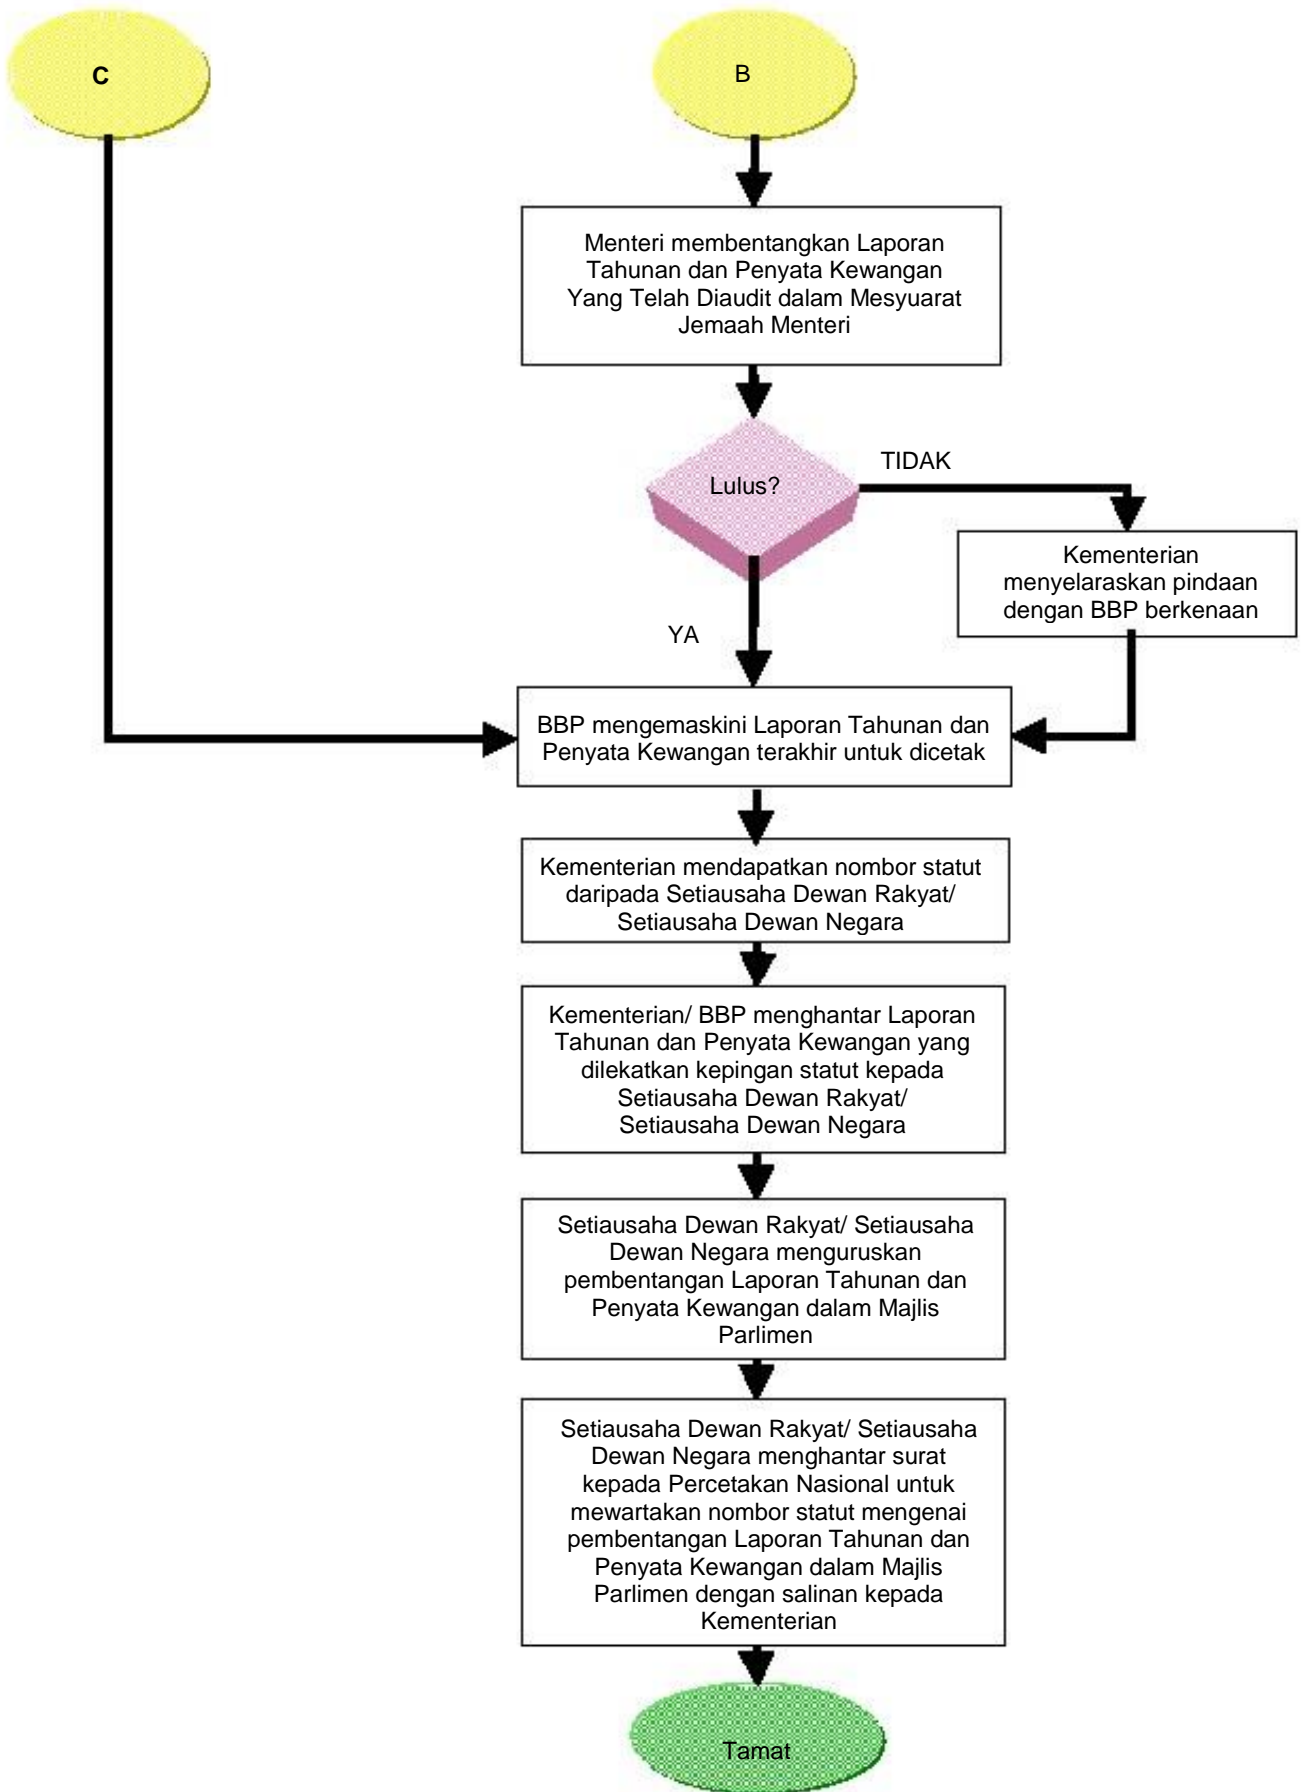 C
B
Menteri membentangkan Laporan
Tahunan dan Penyata Kewangan
Yang Telah Diaudit dalam Mesyuarat
Jemaah Menteri
TIDAK
Lulus?
Kementerian
menyelaraskan pindaan
dengan BBP berkenaan
YA
BBP mengemaskini Laporan Tahunan dan
Penyata Kewangan terakhir untuk dicetak
Kementerian mendapatkan nombor statut
daripada Setiausaha Dewan Rakyat/
Setiausaha Dewan Negara
Kementerian/ BBP menghantar Laporan
Tahunan dan Penyata Kewangan yang
dilekatkan kepingan statut kepada
Setiausaha Dewan Rakyat/
Setiausaha Dewan Negara
Setiausaha Dewan Rakyat/ Setiausaha
Dewan Negara menguruskan
pembentangan Laporan Tahunan dan
Penyata Kewangan dalam Majlis
Parlimen
Setiausaha Dewan Rakyat/ Setiausaha
Dewan Negara menghantar surat
kepada Percetakan Nasional untuk
mewartakan nombor statut mengenai
pembentangan Laporan Tahunan dan
Penyata Kewangan dalam Majlis
Parlimen dengan salinan kepada
Kementerian
Tamat